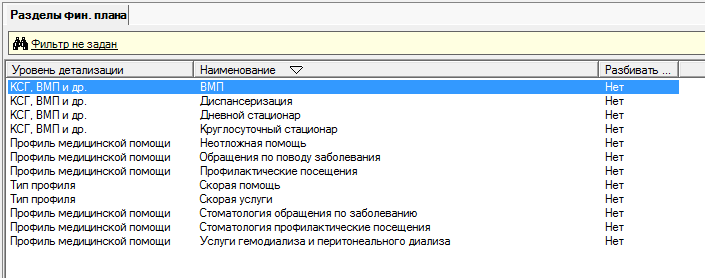 Разделы Фин. плана
Фильтр не задан
Уровень детализации Наименование Разбивать ...
КСГ, ВМП и др. ВМП Нет
КСГ, ВМП и др. Диспансеризация Нет
КСГ, ВМП и др. Дневной стационар Нет
КСГ, ВМП и др. Круглосуточный стационар Нет
Профиль медицинской помощи Неотложная помощь Нет
Профиль медицинской помощи Обращения по поводу заболевания Нет
Профиль медицинской помощи Профилактические посещения Нет
Тип профиля Скорая помощь Нет
Тип профиля Скорая услуги Нет
Профиль медицинской помощи Стоматология обращения по заболеванию Нет
Профиль медицинской помощи Стоматология профилактические посещения Нет
Профиль медицинской помощи Услуги гемодиализа и перитонеального диализа Нет